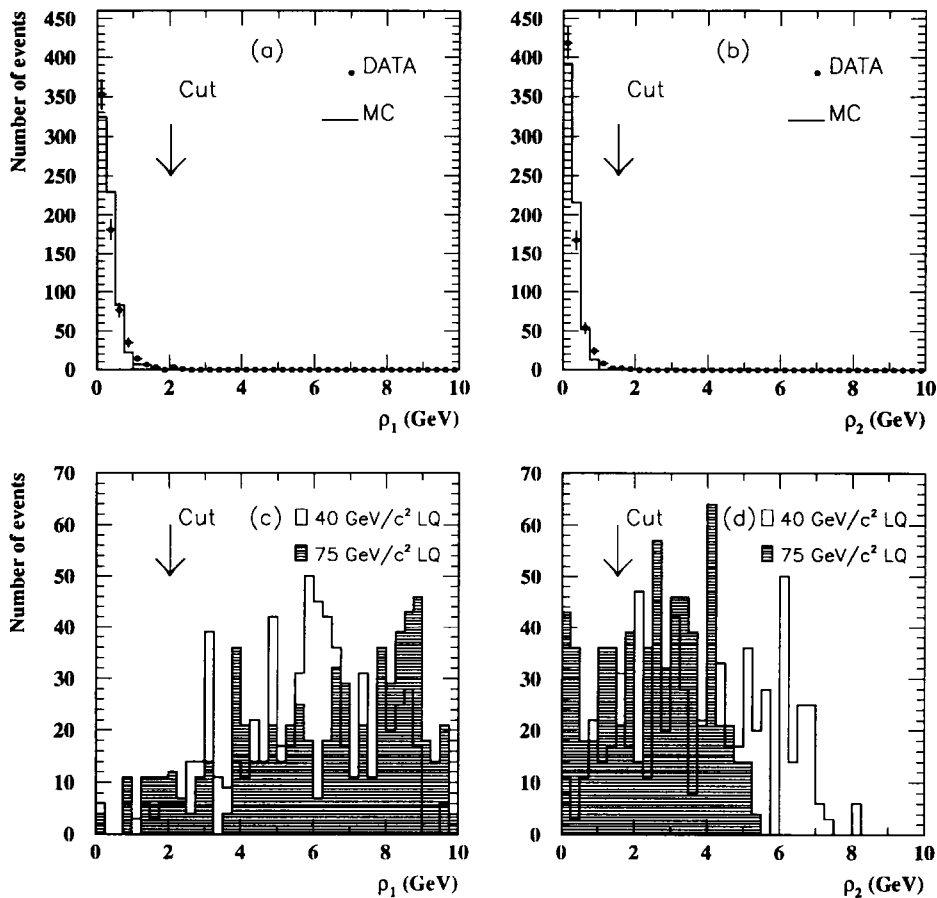 Number of events
450
400
350
300
250
200
150
100
50
0
(a)
DATA
Cut
MC
0 2 4 6 8 10
ρ1 (GeV)
450
400
350
300
250
200
150
100
50
0
(b)
DATA
Cut
MC
0 2 4 6 8 10
ρ2 (GeV)
Number of events
70
60
50
40
30
20
10
0
Cut (c) 40 GeV/c² LQ
75 GeV/c² LQ
0 2 4 6 8 10
ρ1 (GeV)
70
60
50
40
30
20
10
0
Cut (d) 40 GeV/c² LQ
75 GeV/c² LQ
0 2 4 6 8 10
ρ2 (GeV)